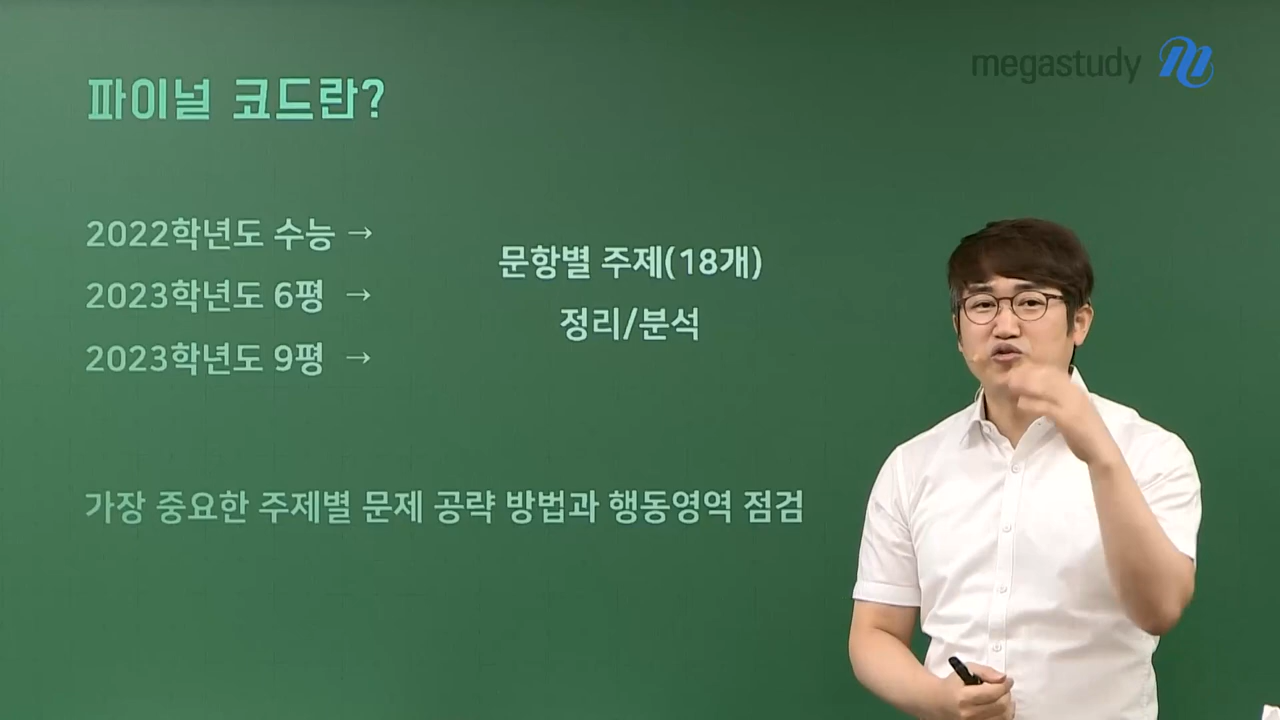 megastudy
파이널 코드란?
2022학년도 수능 →
2023학년도 6평 →
2023학년도 9평 →
문항별 주제(18개)
정리/분석
가장 중요한 주제별 문제 공략 방법과 행동영역 점검